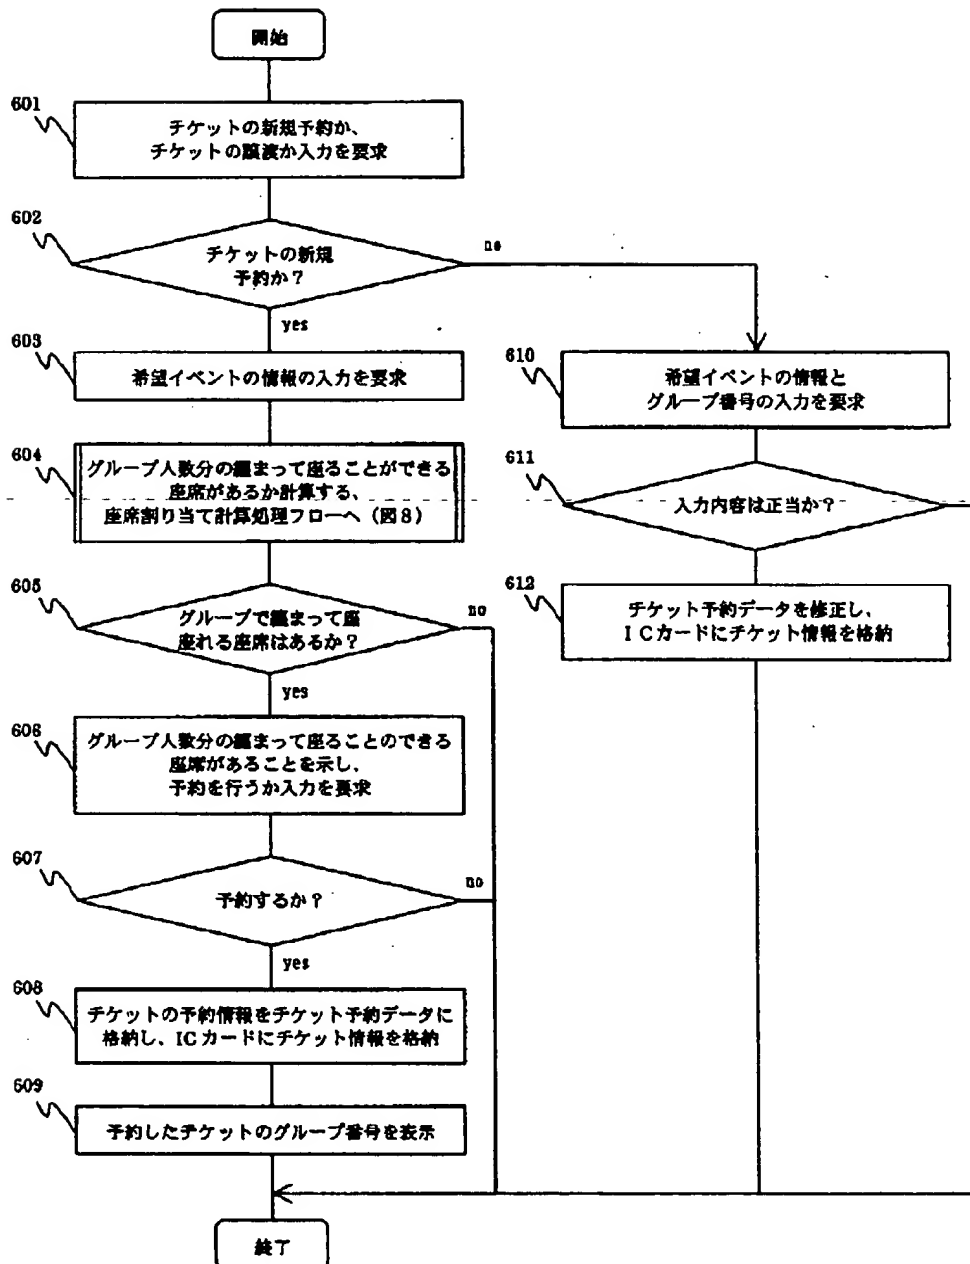 開始
601
チケットの新規予約か、
チケットの譲渡か入力を要求
602
チケットの新規
予約か？
no
yes
603
希望イベントの情報の入力を要求
604
グループ人数分の纏まって座ることができる
座席があるか計算する、
座席割り当て計算処理フローへ（図８）
605
グループで纏まって座
座れる座席はあるか？
no
yes
606
グループ人数分の纏まって座ることのできる
座席があることを示し、
予約を行うか入力を要求
607
予約するか？
no
yes
608
チケットの予約情報をチケット予約データに
格納し、ICカードにチケット情報を格納
609
予約したチケットのグループ番号を表示
610
希望イベントの情報と
グループ番号の入力を要求
611
入力内容は正当か？
612
チケット予約データを修正し、
ＩＣカードにチケット情報を格納
終了